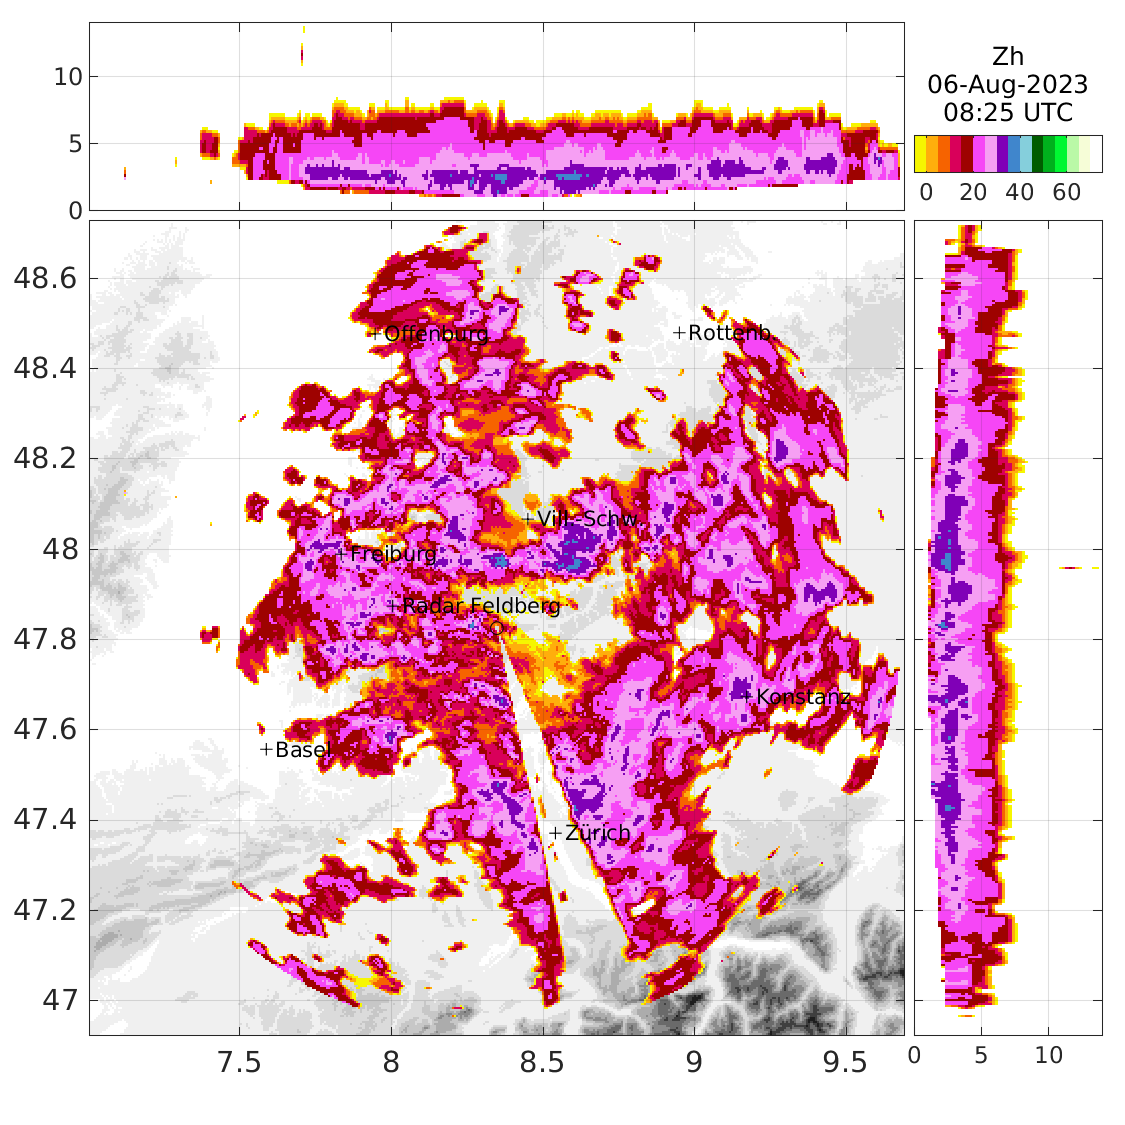 Zh
06-Aug-2023
08:25 UTC
0 20 40 60
10
5
0
48.6
48.4
48.2
48
47.8
47.6
47.4
47.2
47
+Offenburg
+Rottenb
+Vill.-Schw.
+Freiburg
+Radar Feldberg
+Konstanz
+Basel
+Zürich
7.5 8 8.5 9 9.5
0 5 10